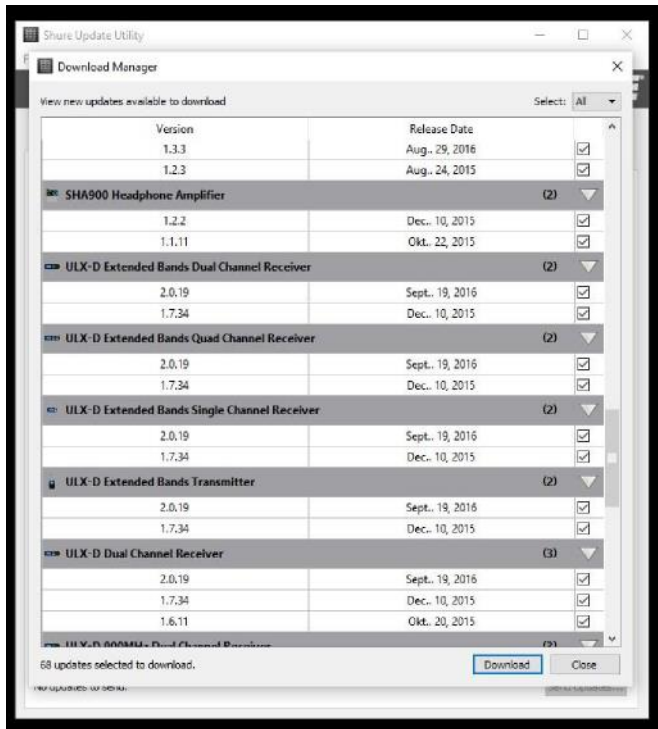 Shure Update Utility
Download Manager
View new updates available to download
Select: All
Version Release Date
1.3.3 Aug.. 29, 2016
1.2.3 Aug.. 24, 2015
SHA900 Headphone Amplifier (2)
1.2.2 Dec.. 10, 2015
1.1.11 Okt.. 22, 2015
ULX-D Extended Bands Dual Channel Receiver (2)
2.0.19 Sept.. 19, 2016
1.7.34 Dec.. 10, 2015
ULX-D Extended Bands Quad Channel Receiver (2)
2.0.19 Sept.. 19, 2016
1.7.34 Dec.. 10, 2015
ULX-D Extended Bands Single Channel Receiver (2)
2.0.19 Sept.. 19, 2016
1.7.34 Dec.. 10, 2015
ULX-D Extended Bands Transmitter (2)
2.0.19 Sept.. 19, 2016
1.7.34 Dec.. 10, 2015
ULX-D Dual Channel Receiver (3)
2.0.19 Sept.. 19, 2016
1.7.34 Dec.. 10, 2015
1.6.11 Okt.. 20, 2015
ULX-D 900MHz Dual Channel Receiver (2)
68 updates selected to download.
Download Close
No updates to send.
Send Updates...